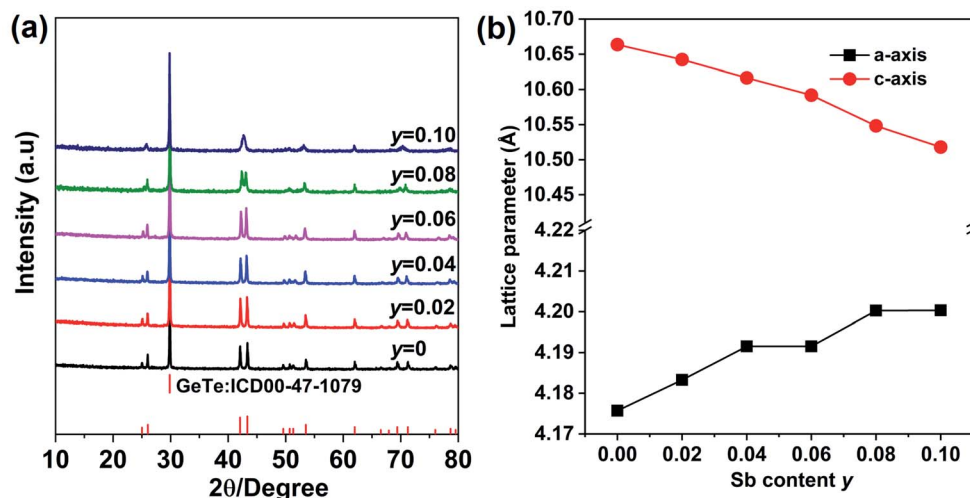 (a)
Intensity (a.u)
y=0.10
y=0.08
y=0.06
y=0.04
y=0.02
y=0
GeTe:ICD00-47-1079
10 20 30 40 50 60 70 80
2θ/Degree
(b)
Lattice parameter (Å)
10.70
10.65
10.60
10.55
10.50
10.45
4.22
4.21
4.20
4.19
4.18
4.17
a-axis
c-axis
0.00 0.02 0.04 0.06 0.08 0.10
Sb content y